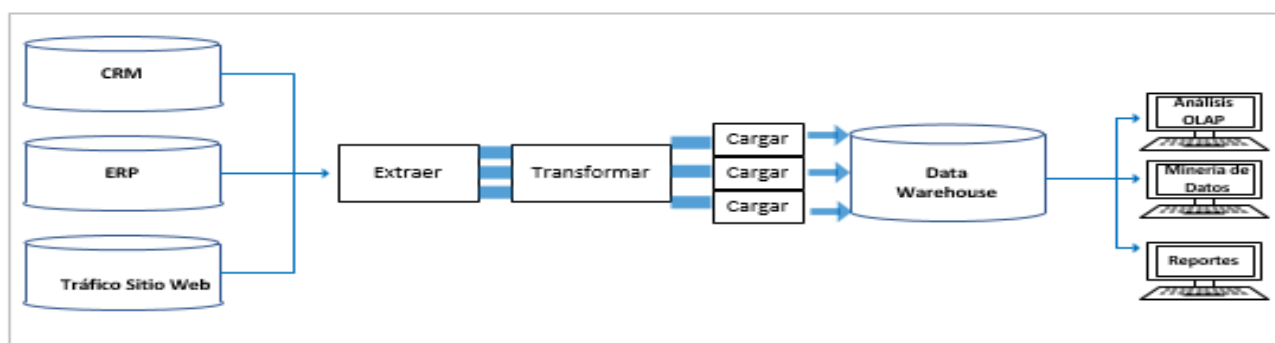 CRM
ERP
Tráfico Sitio Web
Extraer
Transformar
Cargar
Cargar
Cargar
Data
Warehouse
Análisis
OLAP
Minería de
Datos
Reportes